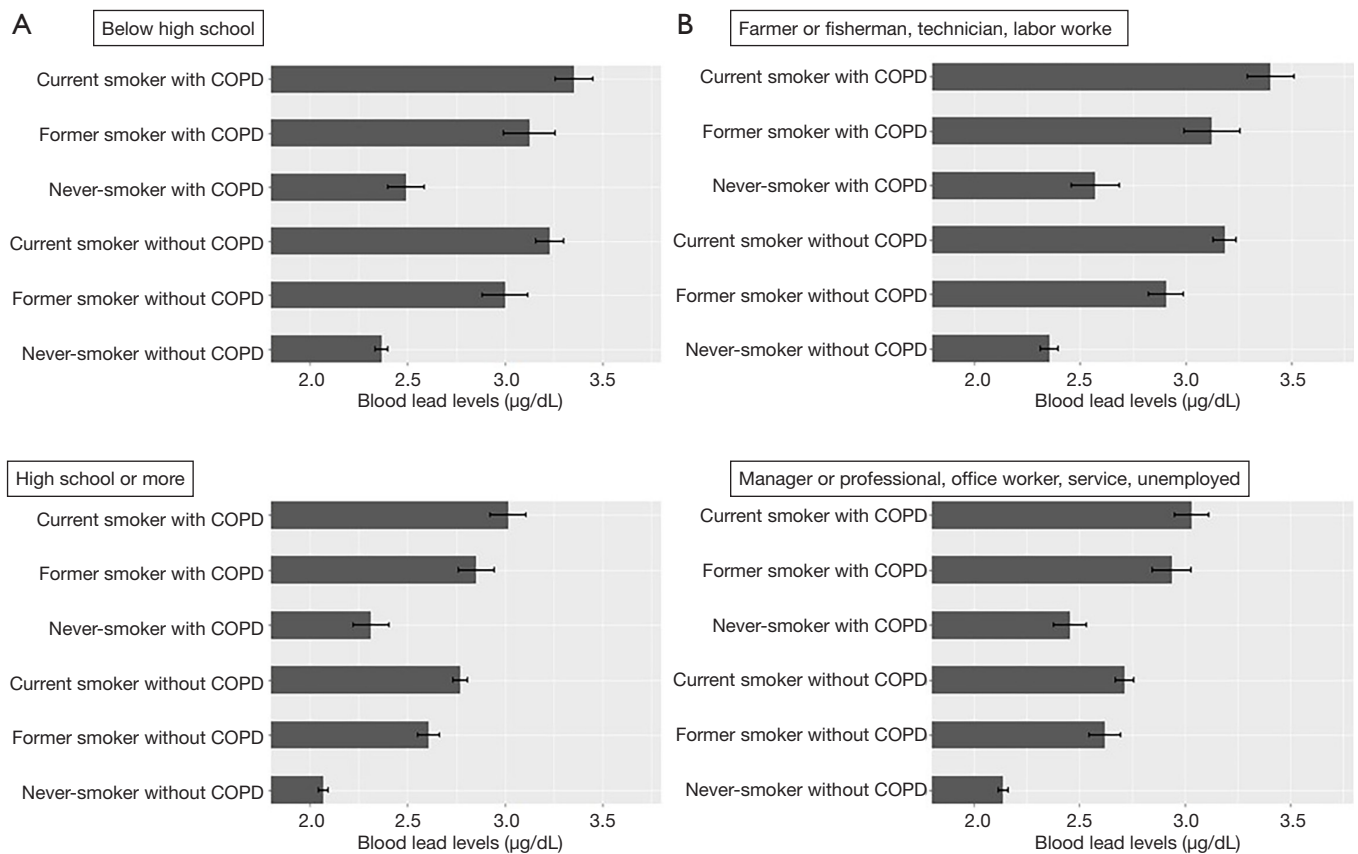 A
Below high school
Current smoker with COPD
Former smoker with COPD
Never-smoker with COPD
Current smoker without COPD
Former smoker without COPD
Never-smoker without COPD
2.0 2.5 3.0 3.5
Blood lead levels (µg/dL)
High school or more
Current smoker with COPD
Former smoker with COPD
Never-smoker with COPD
Current smoker without COPD
Former smoker without COPD
Never-smoker without COPD
2.0 2.5 3.0 3.5
Blood lead levels (µg/dL)
B
Farmer or fisherman, technician, labor worke
Current smoker with COPD
Former smoker with COPD
Never-smoker with COPD
Current smoker without COPD
Former smoker without COPD
Never-smoker without COPD
2.0 2.5 3.0 3.5
Blood lead levels (µg/dL)
Manager or professional, office worker, service, unemployed
Current smoker with COPD
Former smoker with COPD
Never-smoker with COPD
Current smoker without COPD
Former smoker without COPD
Never-smoker without COPD
2.0 2.5 3.0 3.5
Blood lead levels (µg/dL)